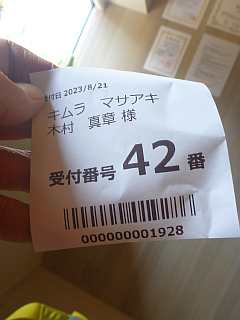 受付日 2023/8/21
キムラ マサアキ
木村 真章 様
受付番号 42 番
000000001928